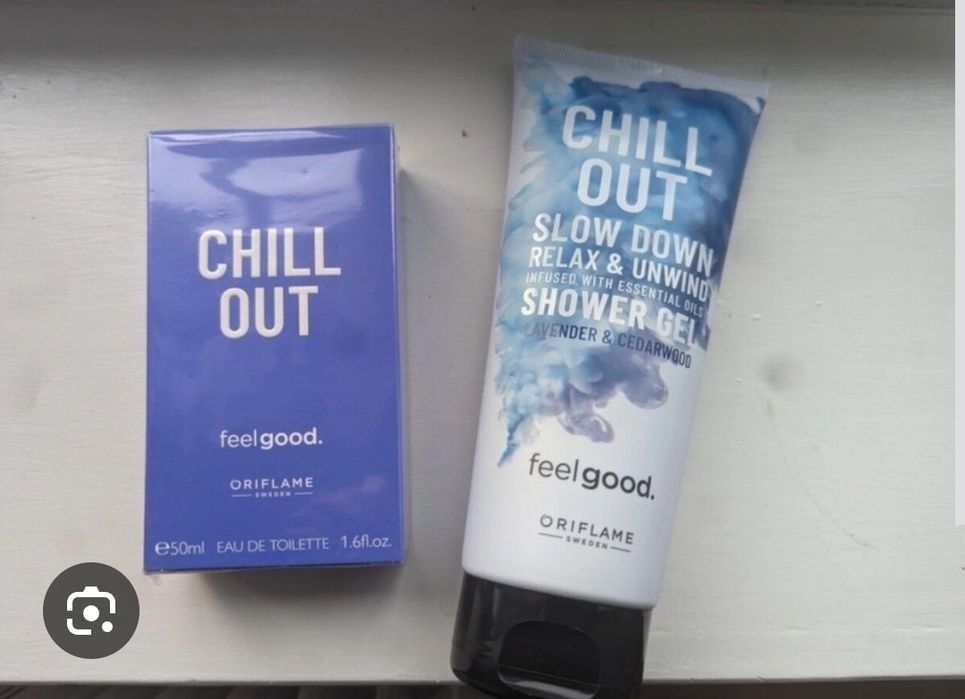 CHILL
OUT
feelgood.
ORIFLAME
SWEDEN
℮50ml EAU DE TOILETTE 1.6fl.oz.
CHILL
OUT
SLOW DOWN
RELAX & UNWIND
INFUSED WITH ESSENTIAL OILS
SHOWER GEL
LAVENDER & CEDARWOOD
feelgood.
ORIFLAME
SWEDEN